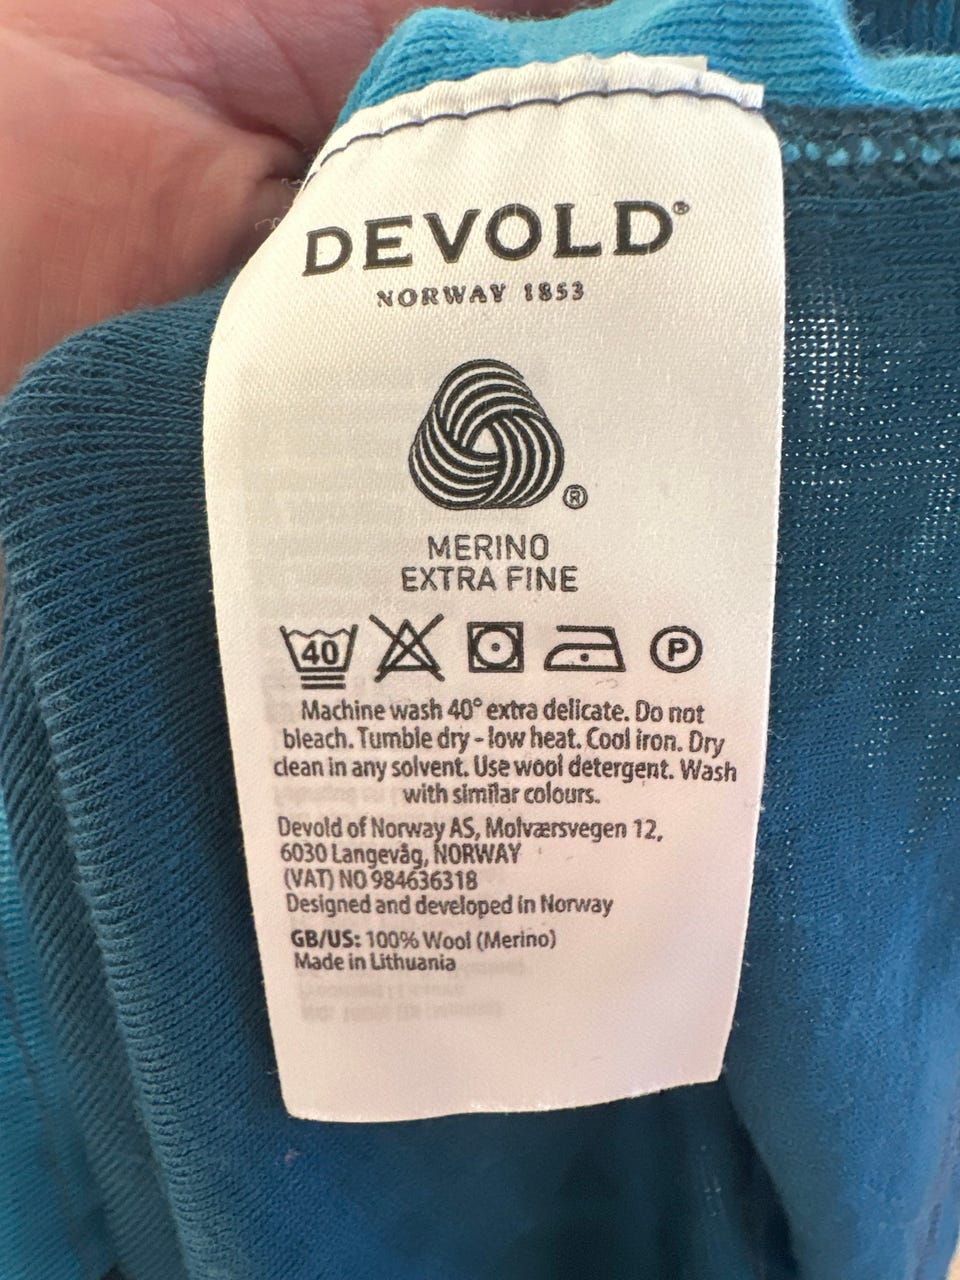 DEVOLD®
NORWAY 1853
®
MERINO
EXTRA FINE
40 P
Machine wash 40° extra delicate. Do not
bleach. Tumble dry - low heat. Cool iron. Dry
clean in any solvent. Use wool detergent. Wash
with similar colours.
Devold of Norway AS, Molværsvegen 12,
6030 Langevåg, NORWAY
(VAT) NO 984636318
Designed and developed in Norway
GB/US: 100% Wool (Merino)
Made in Lithuania